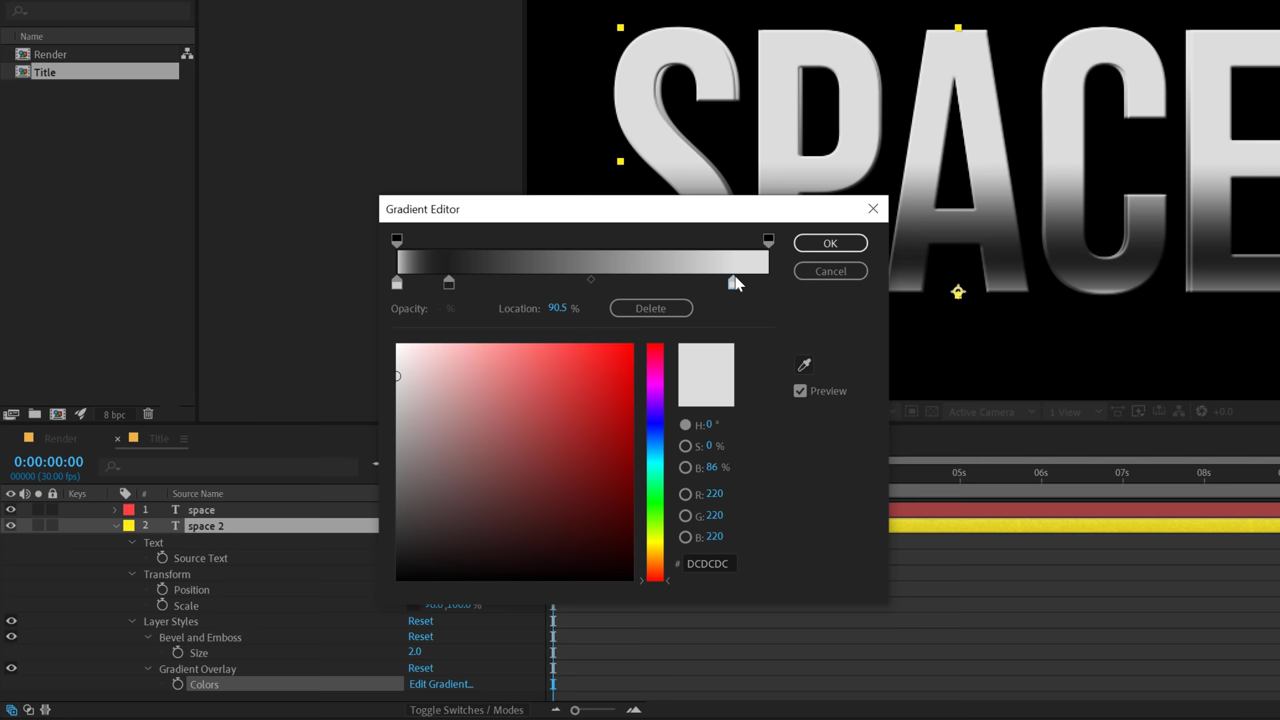 Name
Render
Title
SPACE
Gradient Editor
OK
Cancel
Opacity: - %
Location: 90.5 %
Delete
Preview
H: 0 °
S: 0 %
B: 86 %
R: 220
G: 220
B: 220
# DCDCDC
8 bpc
Active Camera
1 View
+0.0
Render
× Title
0:00:00:00
00000 (30.00 fps)
05s 06s 07s 08s
Keys # Source Name
1 T space
2 T space 2
Text
Source Text
Transform
Position
Scale
Layer Styles Reset
Bevel and Emboss Reset
Size 2.0
Gradient Overlay Reset
Colors Edit Gradient...
Toggle Switches / Modes